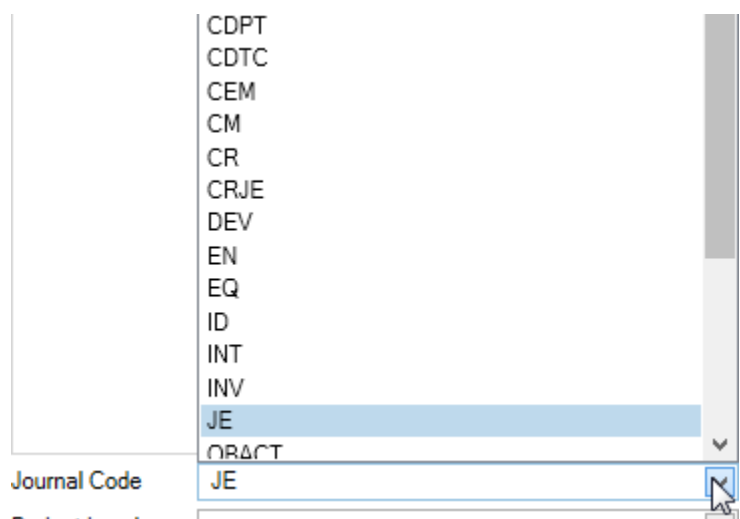 CDPT
CDTC
CEM
CM
CR
CRJE
DEV
EN
EQ
ID
INT
INV
JE
OBACT
Journal Code JE